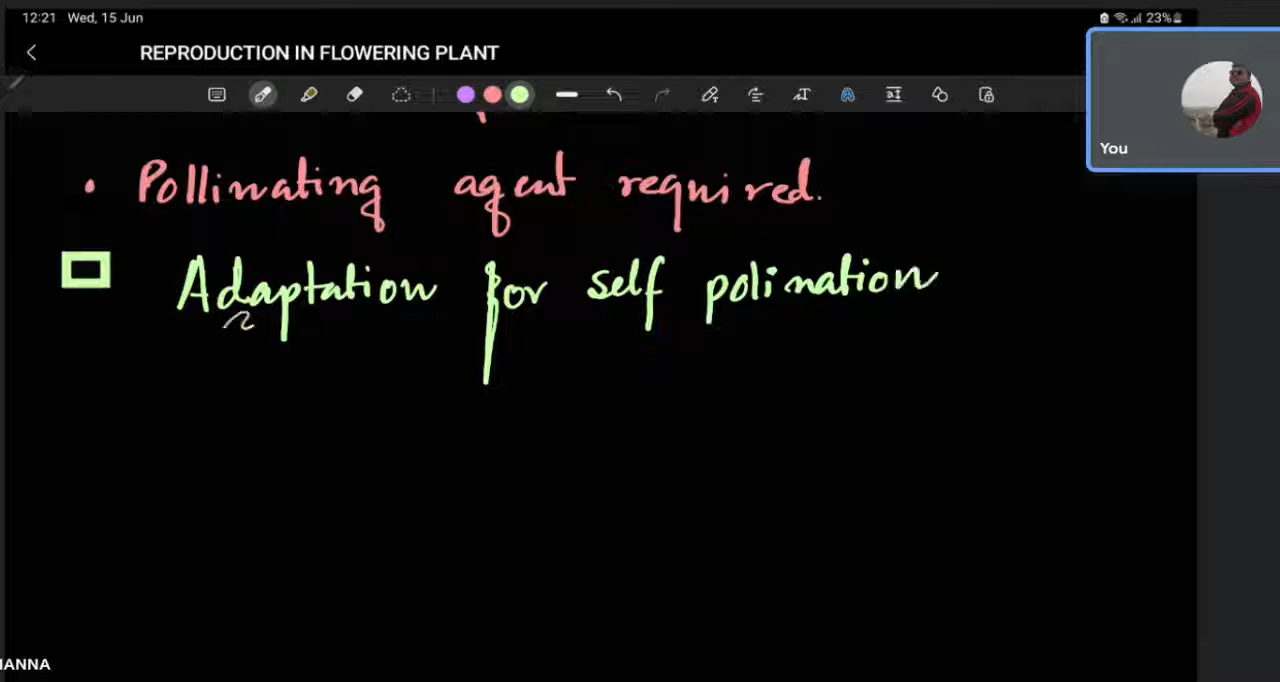 12:21 Wed, 15 Jun 23%
REPRODUCTION IN FLOWERING PLANT
You
• Pollinating agent required.
Adaptation for self polination
IANNA